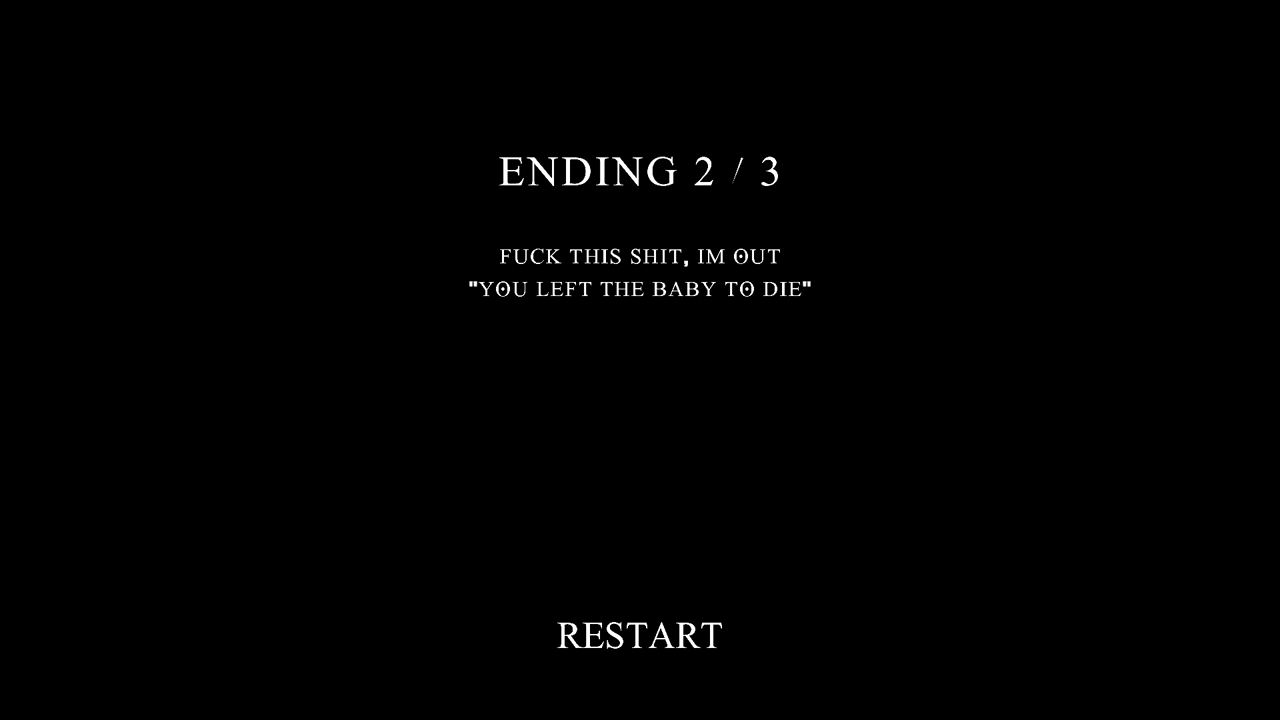 ENDING 2 / 3
FUCK THIS SHIT, IM OUT
"YOU LEFT THE BABY TO DIE"
RESTART